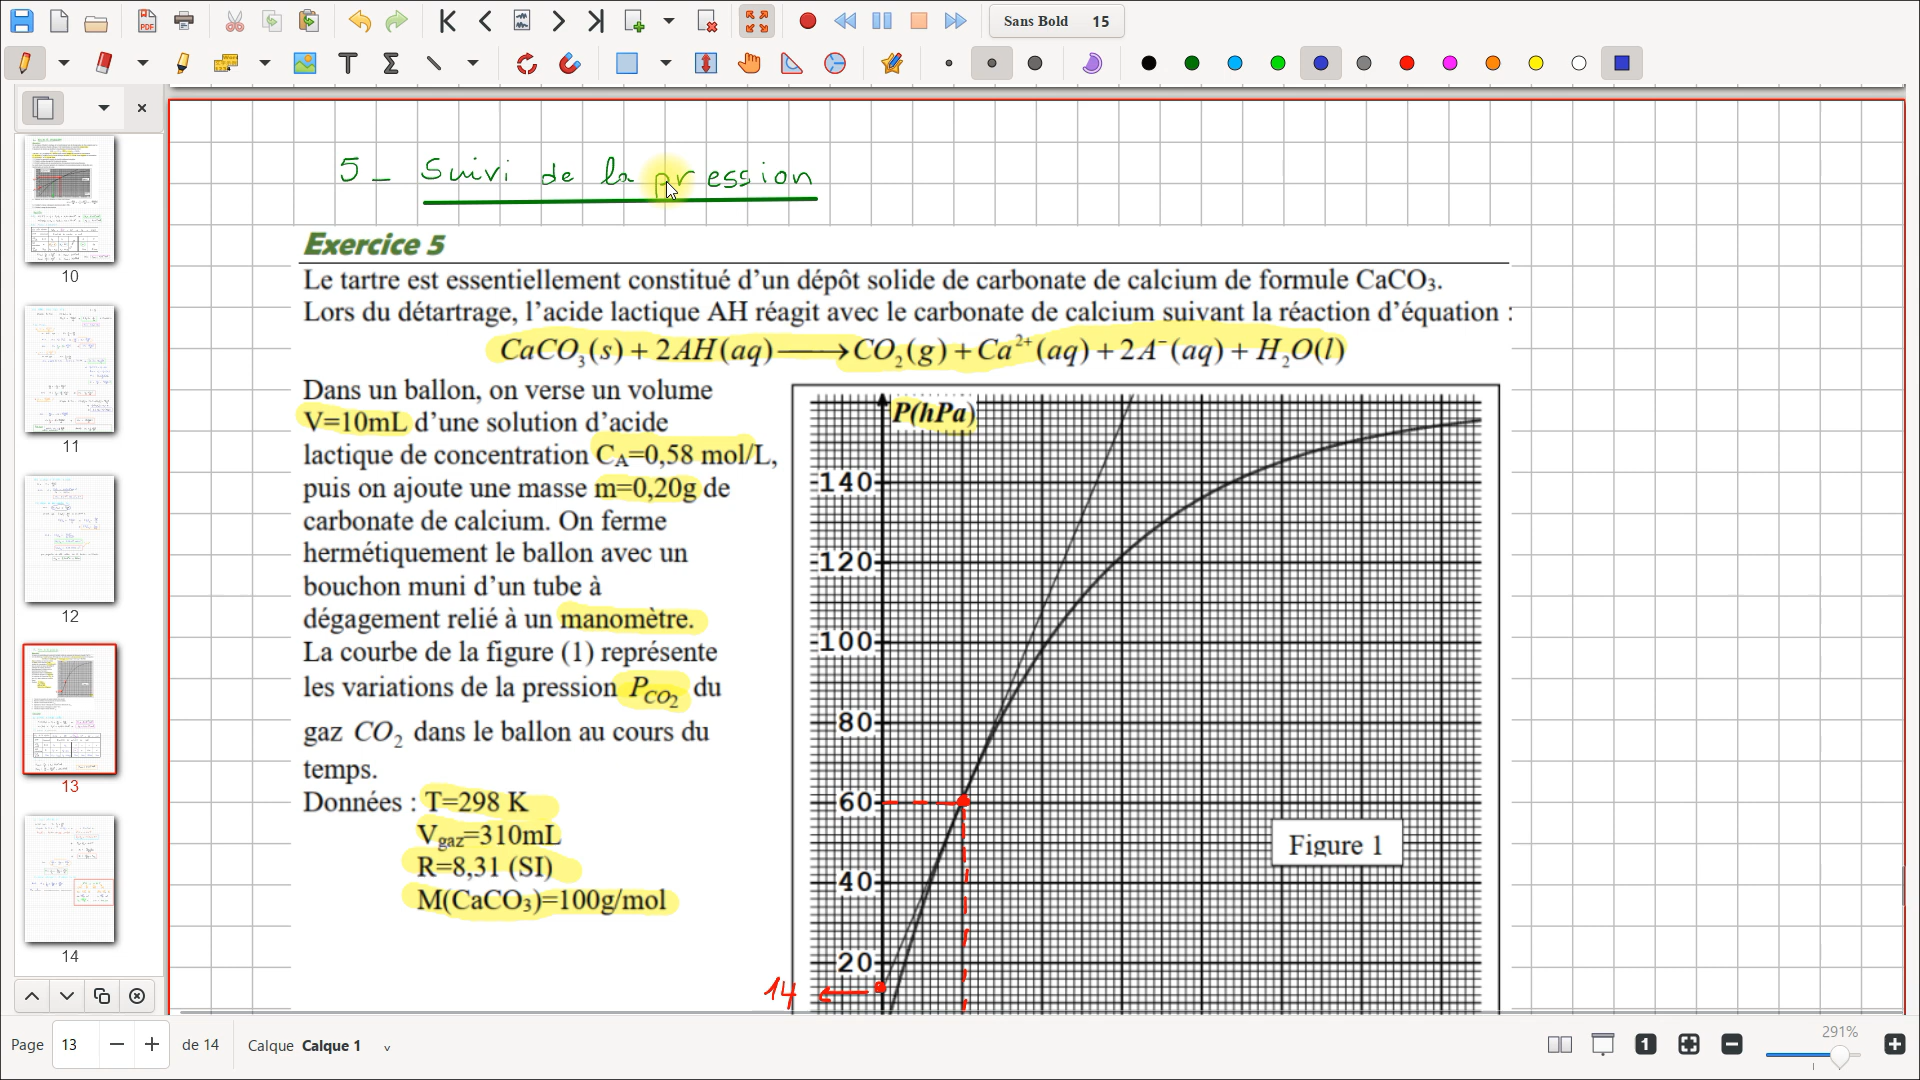 Sans Bold 15
5_ Suivi de la pression
Exercice 5
Le tartre est essentiellement constitué d’un dépôt solide de carbonate de calcium de formule CaCO₃.
Lors du détartrage, l’acide lactique AH réagit avec le carbonate de calcium suivant la réaction d’équation :
CaCO₃(s) + 2AH(aq) ⟶ CO₂(g) + Ca²⁺(aq) + 2A⁻(aq) + H₂O(l)
Dans un ballon, on verse un volume
V=10mL d’une solution d’acide
lactique de concentration C_A=0,58 mol/L,
puis on ajoute une masse m=0,20g de
carbonate de calcium. On ferme
hermétiquement le ballon avec un
bouchon muni d’un tube à
dégagement relié à un manomètre.
La courbe de la figure (1) représente
les variations de la pression P_CO₂ du
gaz CO₂ dans le ballon au cours du
temps.
Données : T=298 K
V_gaz=310mL
R=8,31 (SI)
M(CaCO₃)=100g/mol
P(hPa)
140
120
100
80
60
40
20
14
Figure 1
10
11
12
13
14
Page 13 de 14 Calque Calque 1
1
291%